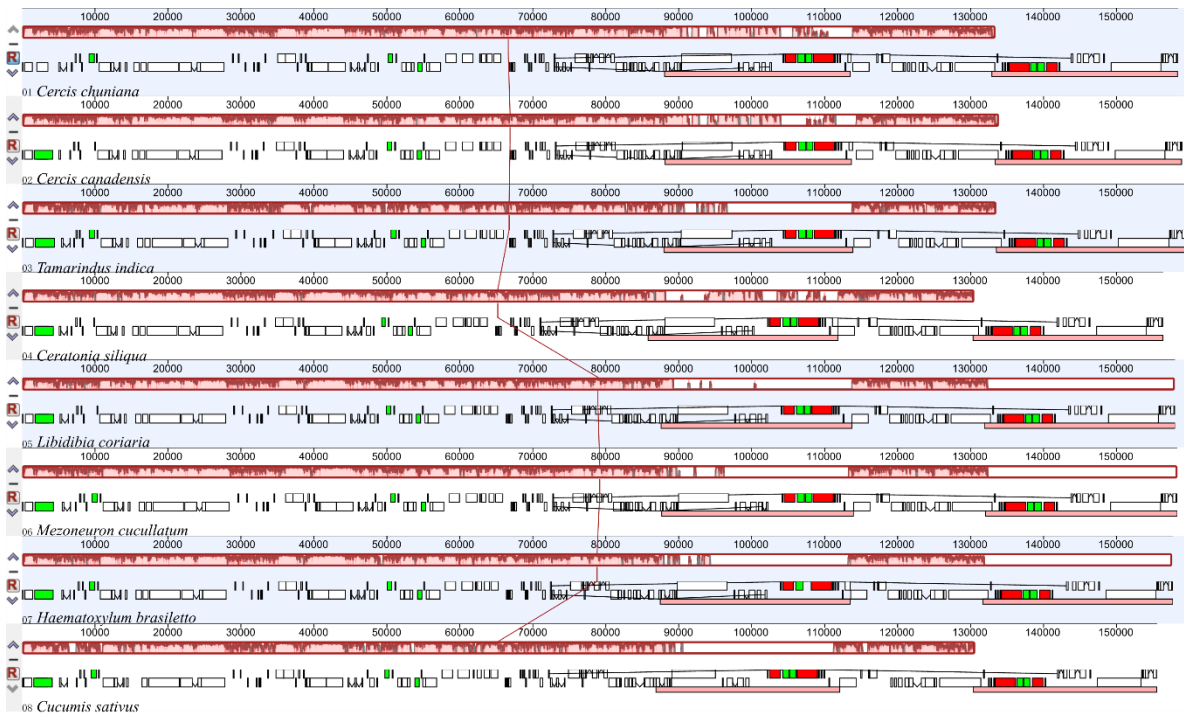 10000 20000 30000 40000 50000 60000 70000 80000 90000 100000 110000 120000 130000 140000 150000
R
01 Cercis chuniana
10000 20000 30000 40000 50000 60000 70000 80000 90000 100000 110000 120000 130000 140000 150000
R
02 Cercis canadensis
10000 20000 30000 40000 50000 60000 70000 80000 90000 100000 110000 120000 130000 140000 150000
R
03 Tamarindus indica
10000 20000 30000 40000 50000 60000 70000 80000 90000 100000 110000 120000 130000 140000 150000
R
04 Ceratonia siliqua
10000 20000 30000 40000 50000 60000 70000 80000 90000 100000 110000 120000 130000 140000 150000
R
05 Libidibia coriaria
10000 20000 30000 40000 50000 60000 70000 80000 90000 100000 110000 120000 130000 140000 150000
R
06 Mezoneuron cucullatum
10000 20000 30000 40000 50000 60000 70000 80000 90000 100000 110000 120000 130000 140000 150000
R
07 Haematoxylum brasiletto
10000 20000 30000 40000 50000 60000 70000 80000 90000 100000 110000 120000 130000 140000 150000
R
08 Cucumis sativus